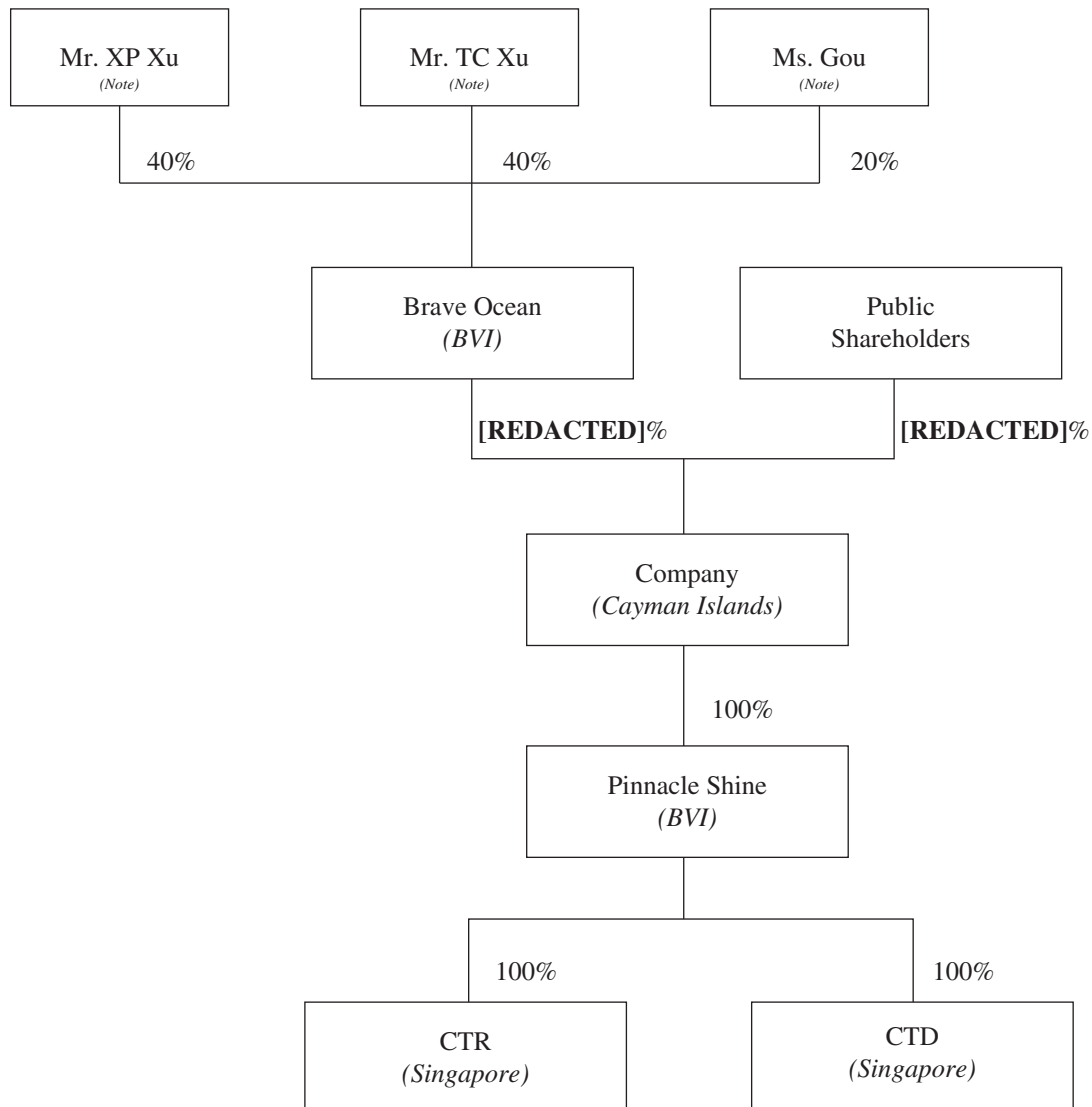 Mr. XP Xu
(Note)
Mr. TC Xu
(Note)
Ms. Gou
(Note)
40%
40%
20%
Brave Ocean
(BVI)
Public
Shareholders
[REDACTED]%
[REDACTED]%
Company
(Cayman Islands)
100%
Pinnacle Shine
(BVI)
100%
100%
CTR
(Singapore)
CTD
(Singapore)